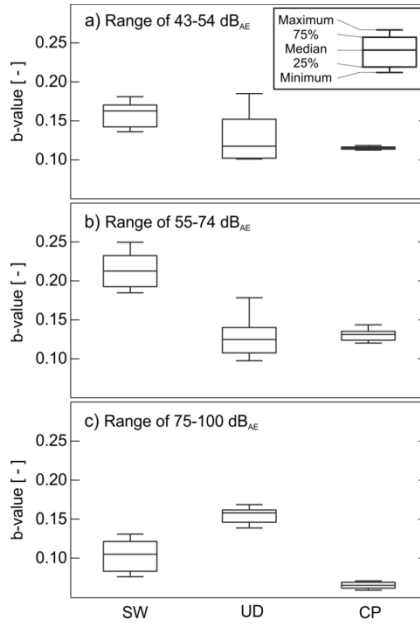 a) Range of 43-54 dBAE
Maximum
75%
Median
25%
Minimum
b-value [ - ]
0.25
0.20
0.15
0.10
b) Range of 55-74 dBAE
b-value [ - ]
0.25
0.20
0.15
0.10
c) Range of 75-100 dBAE
b-value [ - ]
0.25
0.20
0.15
0.10
SW UD CP